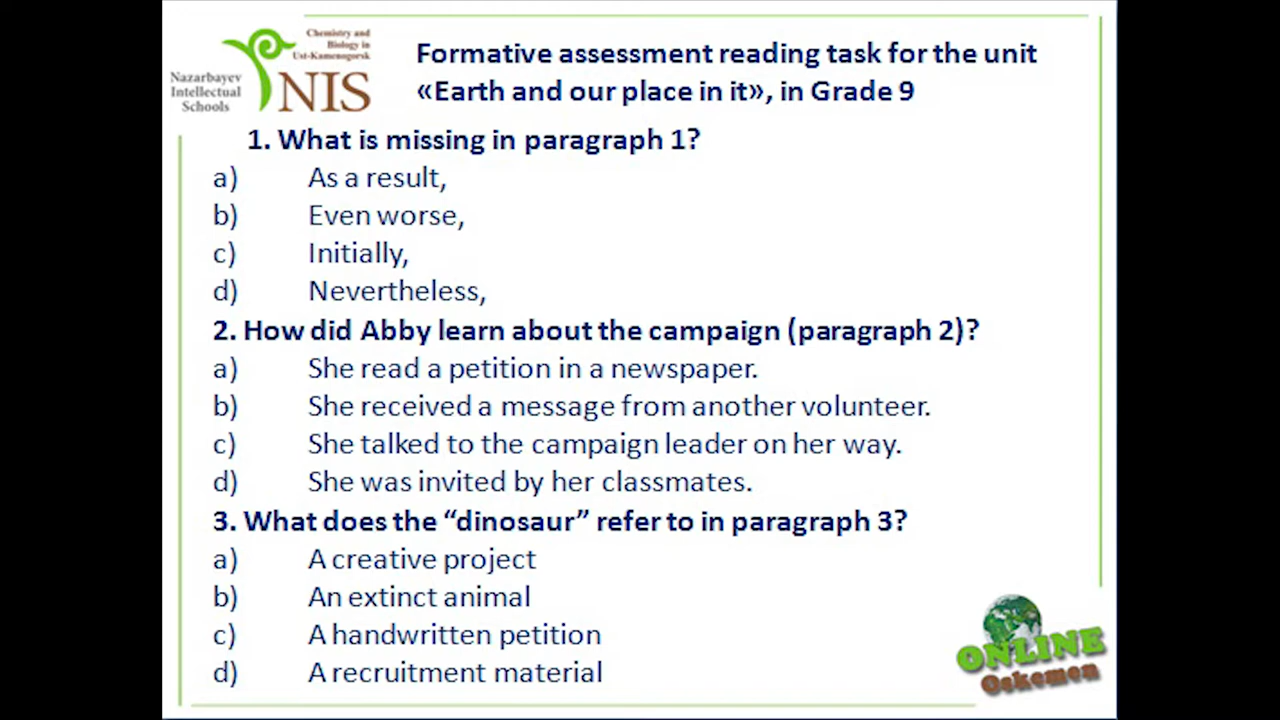 Chemistry and
Biology in
Ust-Kamenogorsk
Nazarbayev
Intellectual
Schools
NIS
Formative assessment reading task for the unit
«Earth and our place in it», in Grade 9
1. What is missing in paragraph 1?
a) As a result,
b) Even worse,
c) Initially,
d) Nevertheless,
2. How did Abby learn about the campaign (paragraph 2)?
a) She read a petition in a newspaper.
b) She received a message from another volunteer.
c) She talked to the campaign leader on her way.
d) She was invited by her classmates.
3. What does the “dinosaur” refer to in paragraph 3?
a) A creative project
b) An extinct animal
c) A handwritten petition
d) A recruitment material
ONLINE
Oskemen